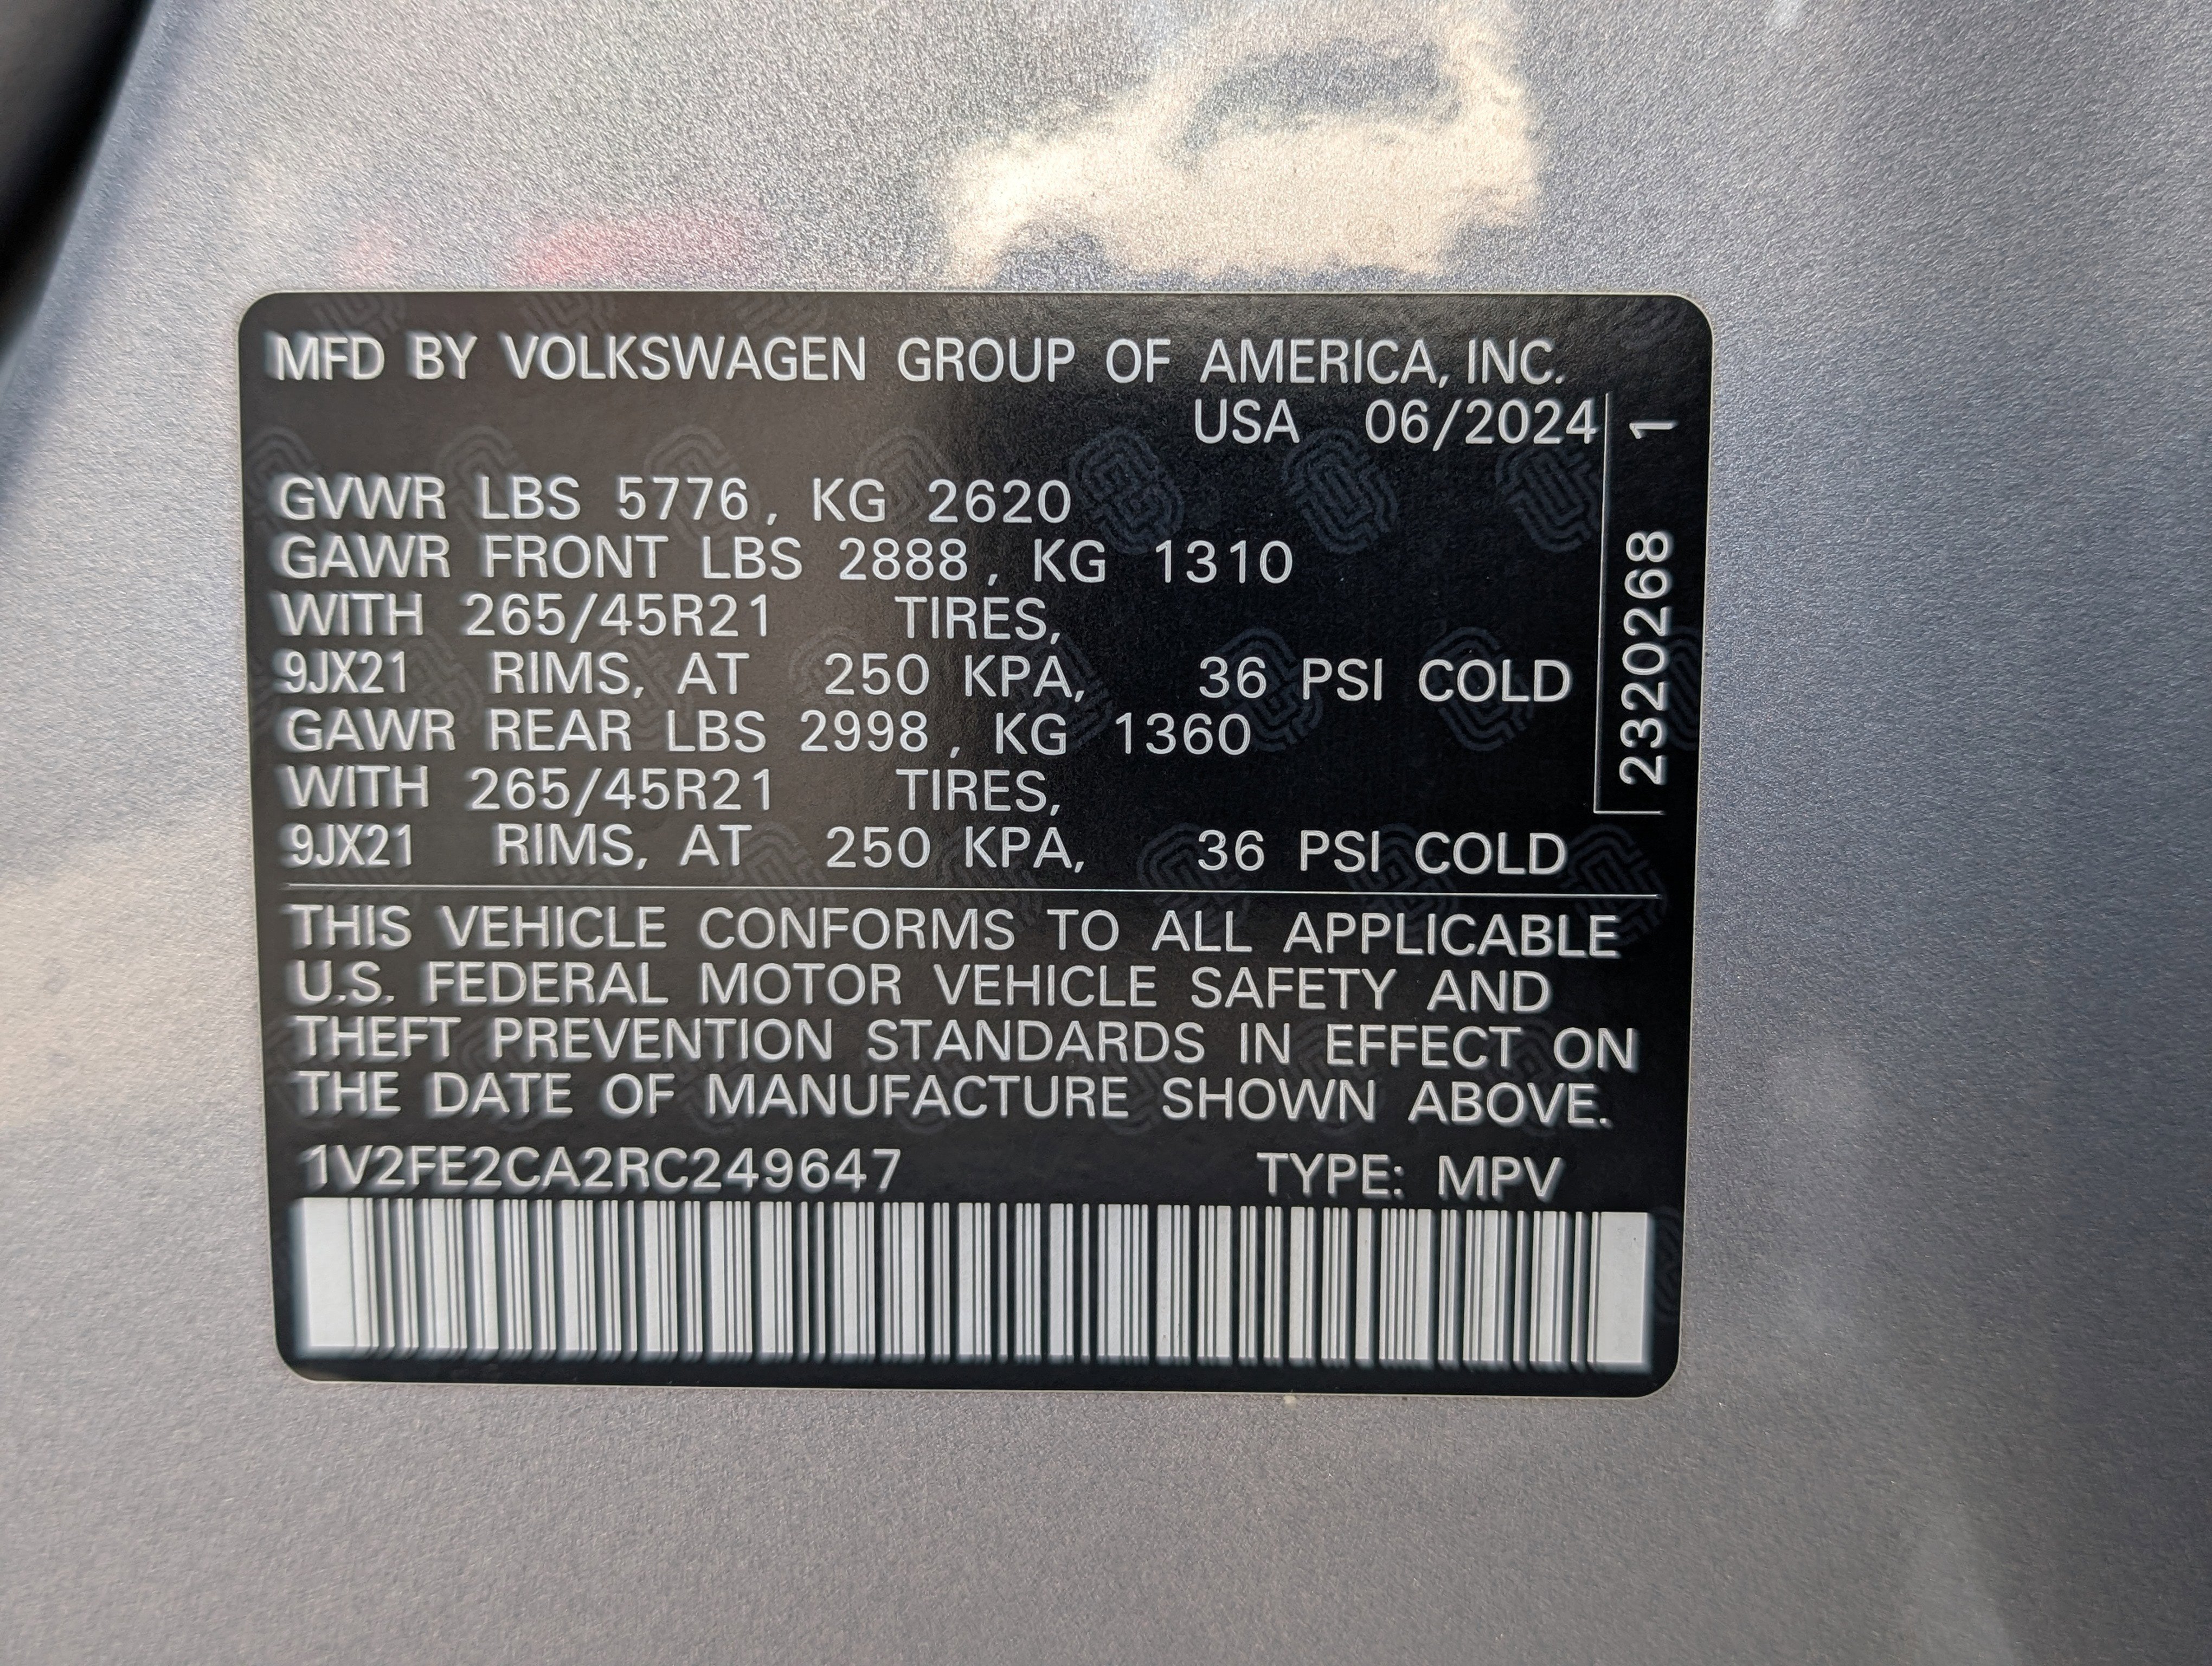 MFD BY VOLKSWAGEN GROUP OF AMERICA, INC.
USA 06/2024
GVWR LBS 5776, KG 2620
GAWR FRONT LBS 2888, KG 1310
WITH 265/45R21 TIRES,
9JX21 RIMS, AT 250 KPA, 36 PSI COLD
GAWR REAR LBS 2998, KG 1360
WITH 265/45R21 TIRES,
9JX21 RIMS, AT 250 KPA, 36 PSI COLD
THIS VEHICLE CONFORMS TO ALL APPLICABLE
U.S. FEDERAL MOTOR VEHICLE SAFETY AND
THEFT PREVENTION STANDARDS IN EFFECT ON
THE DATE OF MANUFACTURE SHOWN ABOVE.
1V2FE2CA2RC249647 TYPE: MPV
2320268 1